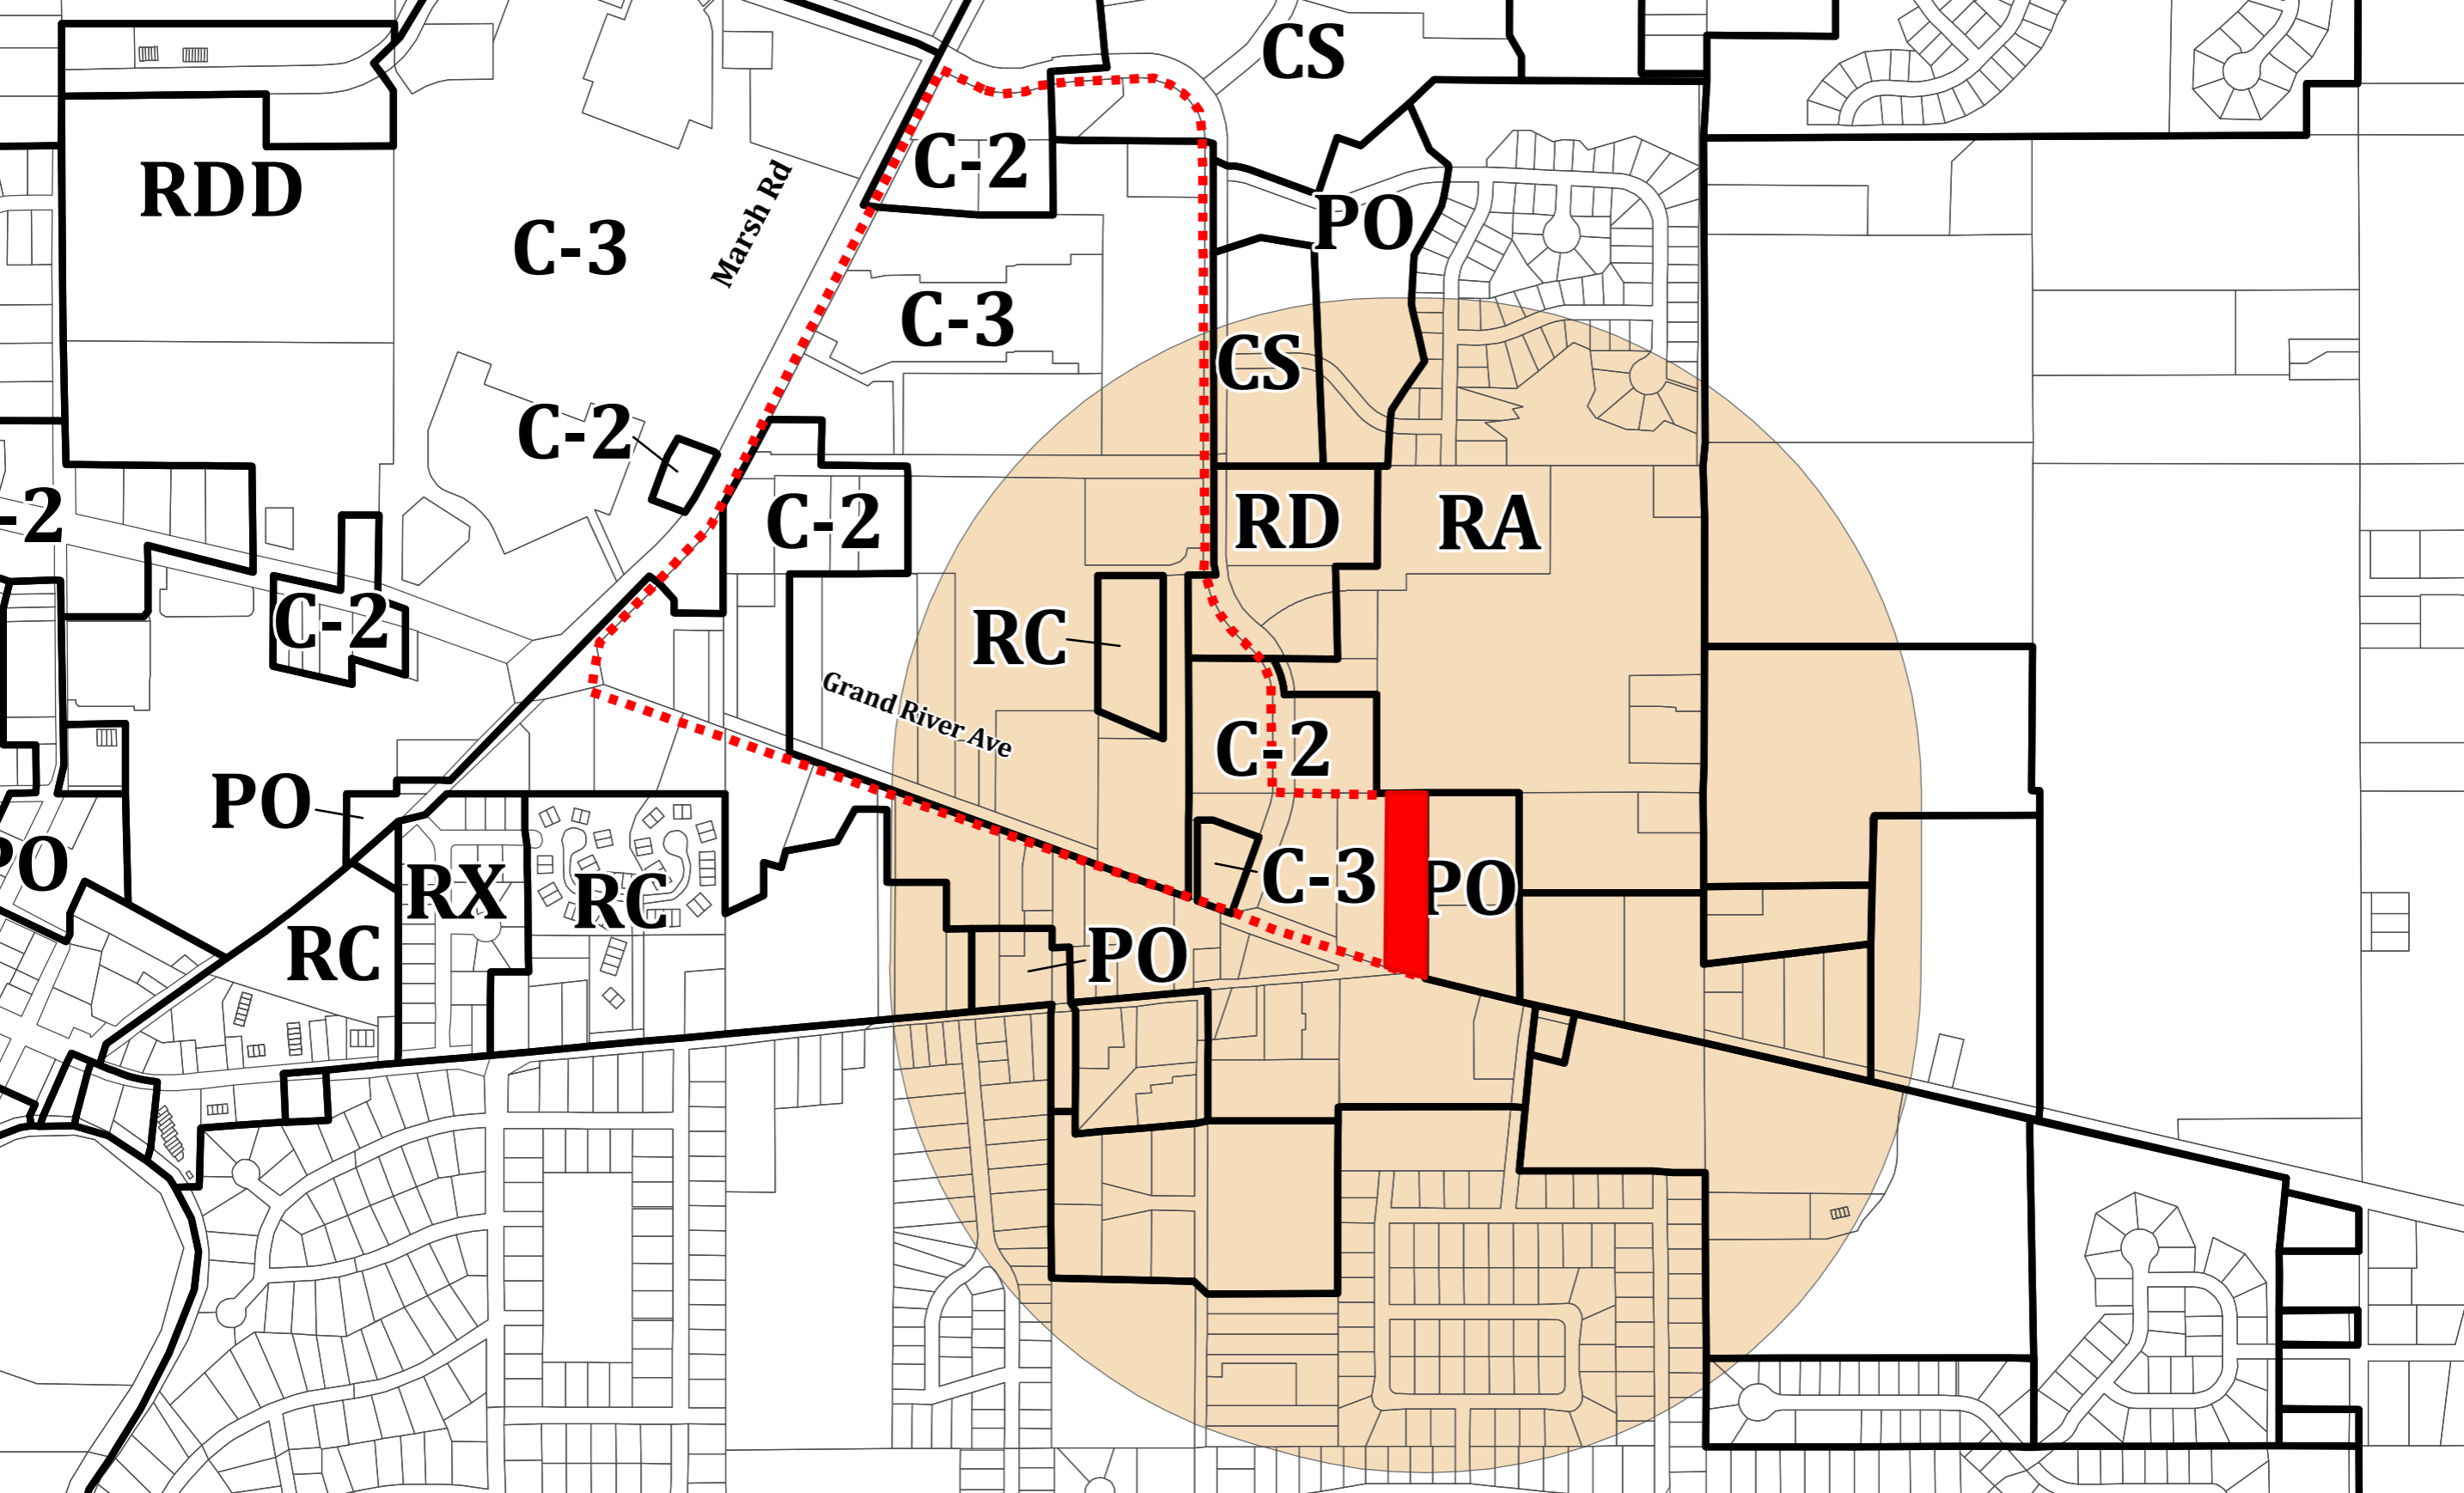 CS
C-2
RDD
Marsh Rd
PO
C-3
C-3
CS
C-2
-2
C-2
RD
RA
C-2
RC
Grand River Ave
C-2
PO
PO
RX
RC
C-3
PO
RC
PO